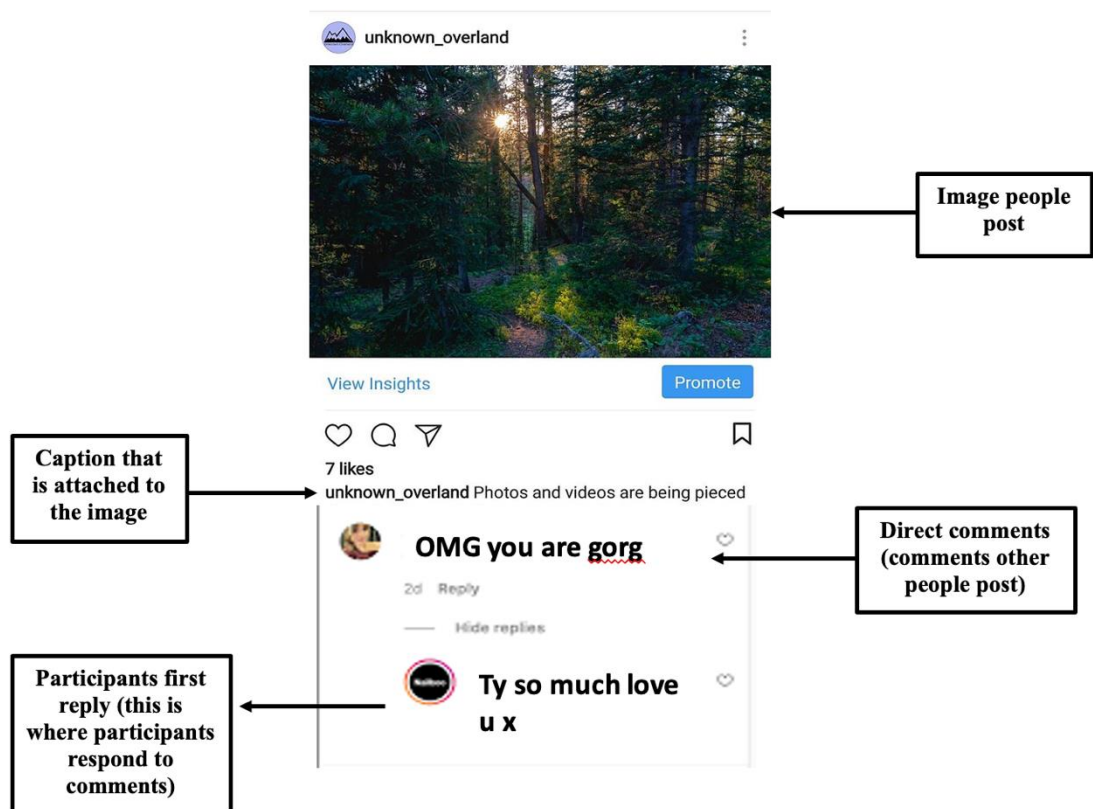 unknown_overland
Image people
post
View Insights
Promote
7 likes
Caption that
is attached to
the image
unknown_overland Photos and videos are being pieced
OMG you are gorg
Direct comments
(comments other
people post)
2d Reply
Hide replies
Participants first
reply (this is
where participants
respond to
comments)
Ty so much love
u x